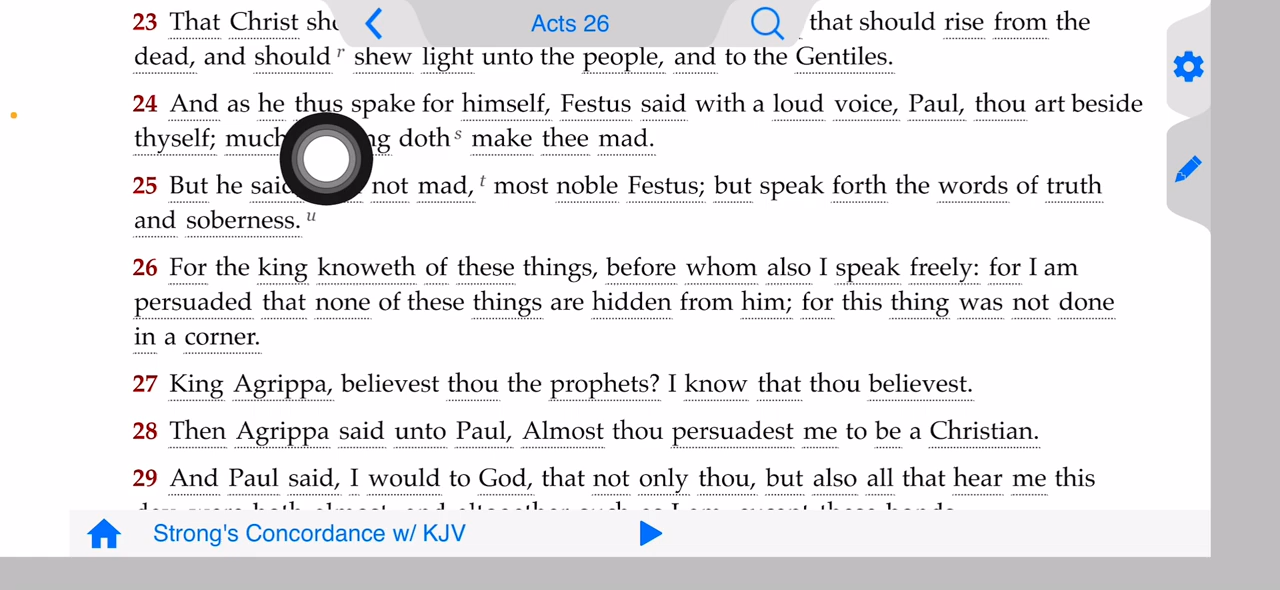 Acts 26
23 That Christ that should rise from the
dead, and should r shew light unto the people, and to the Gentiles.
24 And as he thus spake for himself, Festus said with a loud voice, Paul, thou art beside
thyself; much doth s make thee mad.
25 But he said not mad, t most noble Festus; but speak forth the words of truth
and soberness. u
26 For the king knoweth of these things, before whom also I speak freely: for I am
persuaded that none of these things are hidden from him; for this thing was not done
in a corner.
27 King Agrippa, believest thou the prophets? I know that thou believest.
28 Then Agrippa said unto Paul, Almost thou persuadest me to be a Christian.
29 And Paul said, I would to God, that not only thou, but also all that hear me this
Strong's Concordance w/ KJV